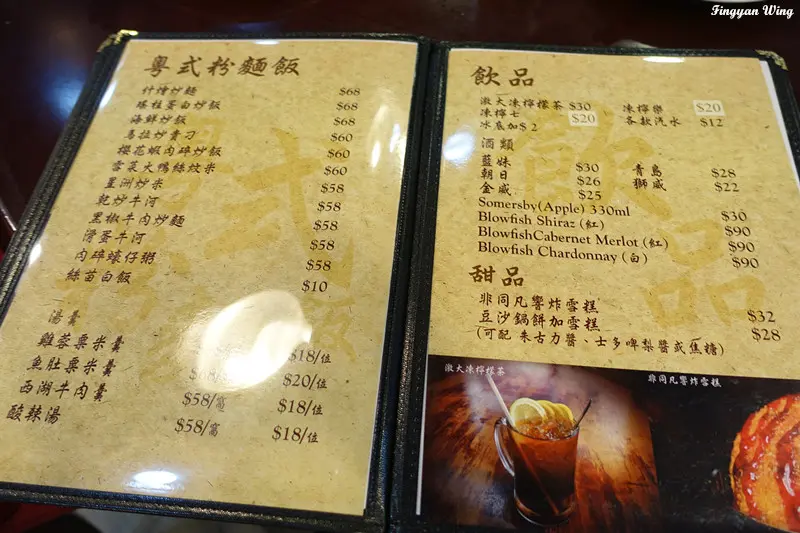 Fingyan Wing
粵式粉麵飯
什燴炒麵 $68
瑤柱蛋白炒飯 $68
海鮮炒飯 $68
馬拉炒貴刁 $60
櫻花蝦肉碎炒飯 $60
雪菜大鴨絲炆米 $60
星洲炒米 $58
乾炒牛河 $58
黑椒牛肉炒麵 $58
滑蛋牛河 $58
肉碎蠔仔粥 $58
絲苗白飯 $10
湯羹
雞蓉粟米羹 $18/位
魚肚粟米羹 $68/窩 $20/位
西湖牛肉羹 $58/窩 $18/位
酸辣湯 $58/窩 $18/位
飲品
激大凍檸檬茶 $30 凍檸樂 $20
凍檸七 $20 各款汽水 $12
冰底加$2
酒類
藍妹 $30 青島 $28
朝日 $26 獅威 $22
金威 $25
Somersby(Apple) 330ml $30
Blowfish Shiraz (紅) $90
BlowfishCabernet Merlot (紅) $90
Blowfish Chardonnay (白) $90
甜品
非同凡響炸雪糕 $32
豆沙鍋餅加雪糕 $28
(可配 朱古力醬、士多啤梨醬或焦糖)
激大凍檸檬茶
非同凡響炸雪糕